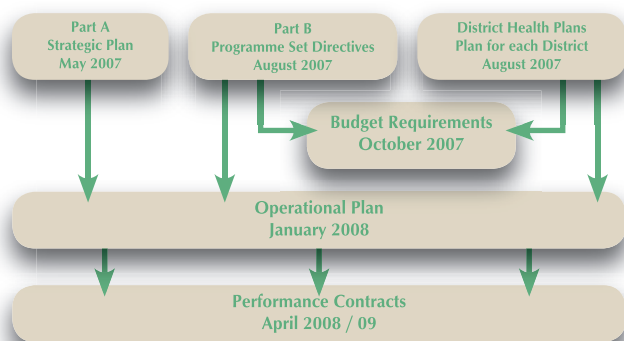 Part A
Strategic Plan
May 2007
Part B
Programme Set Directives
August 2007
District Health Plans
Plan for each District
August 2007
Budget Requirements
October 2007
Operational Plan
January 2008
Performance Contracts
April 2008 / 09